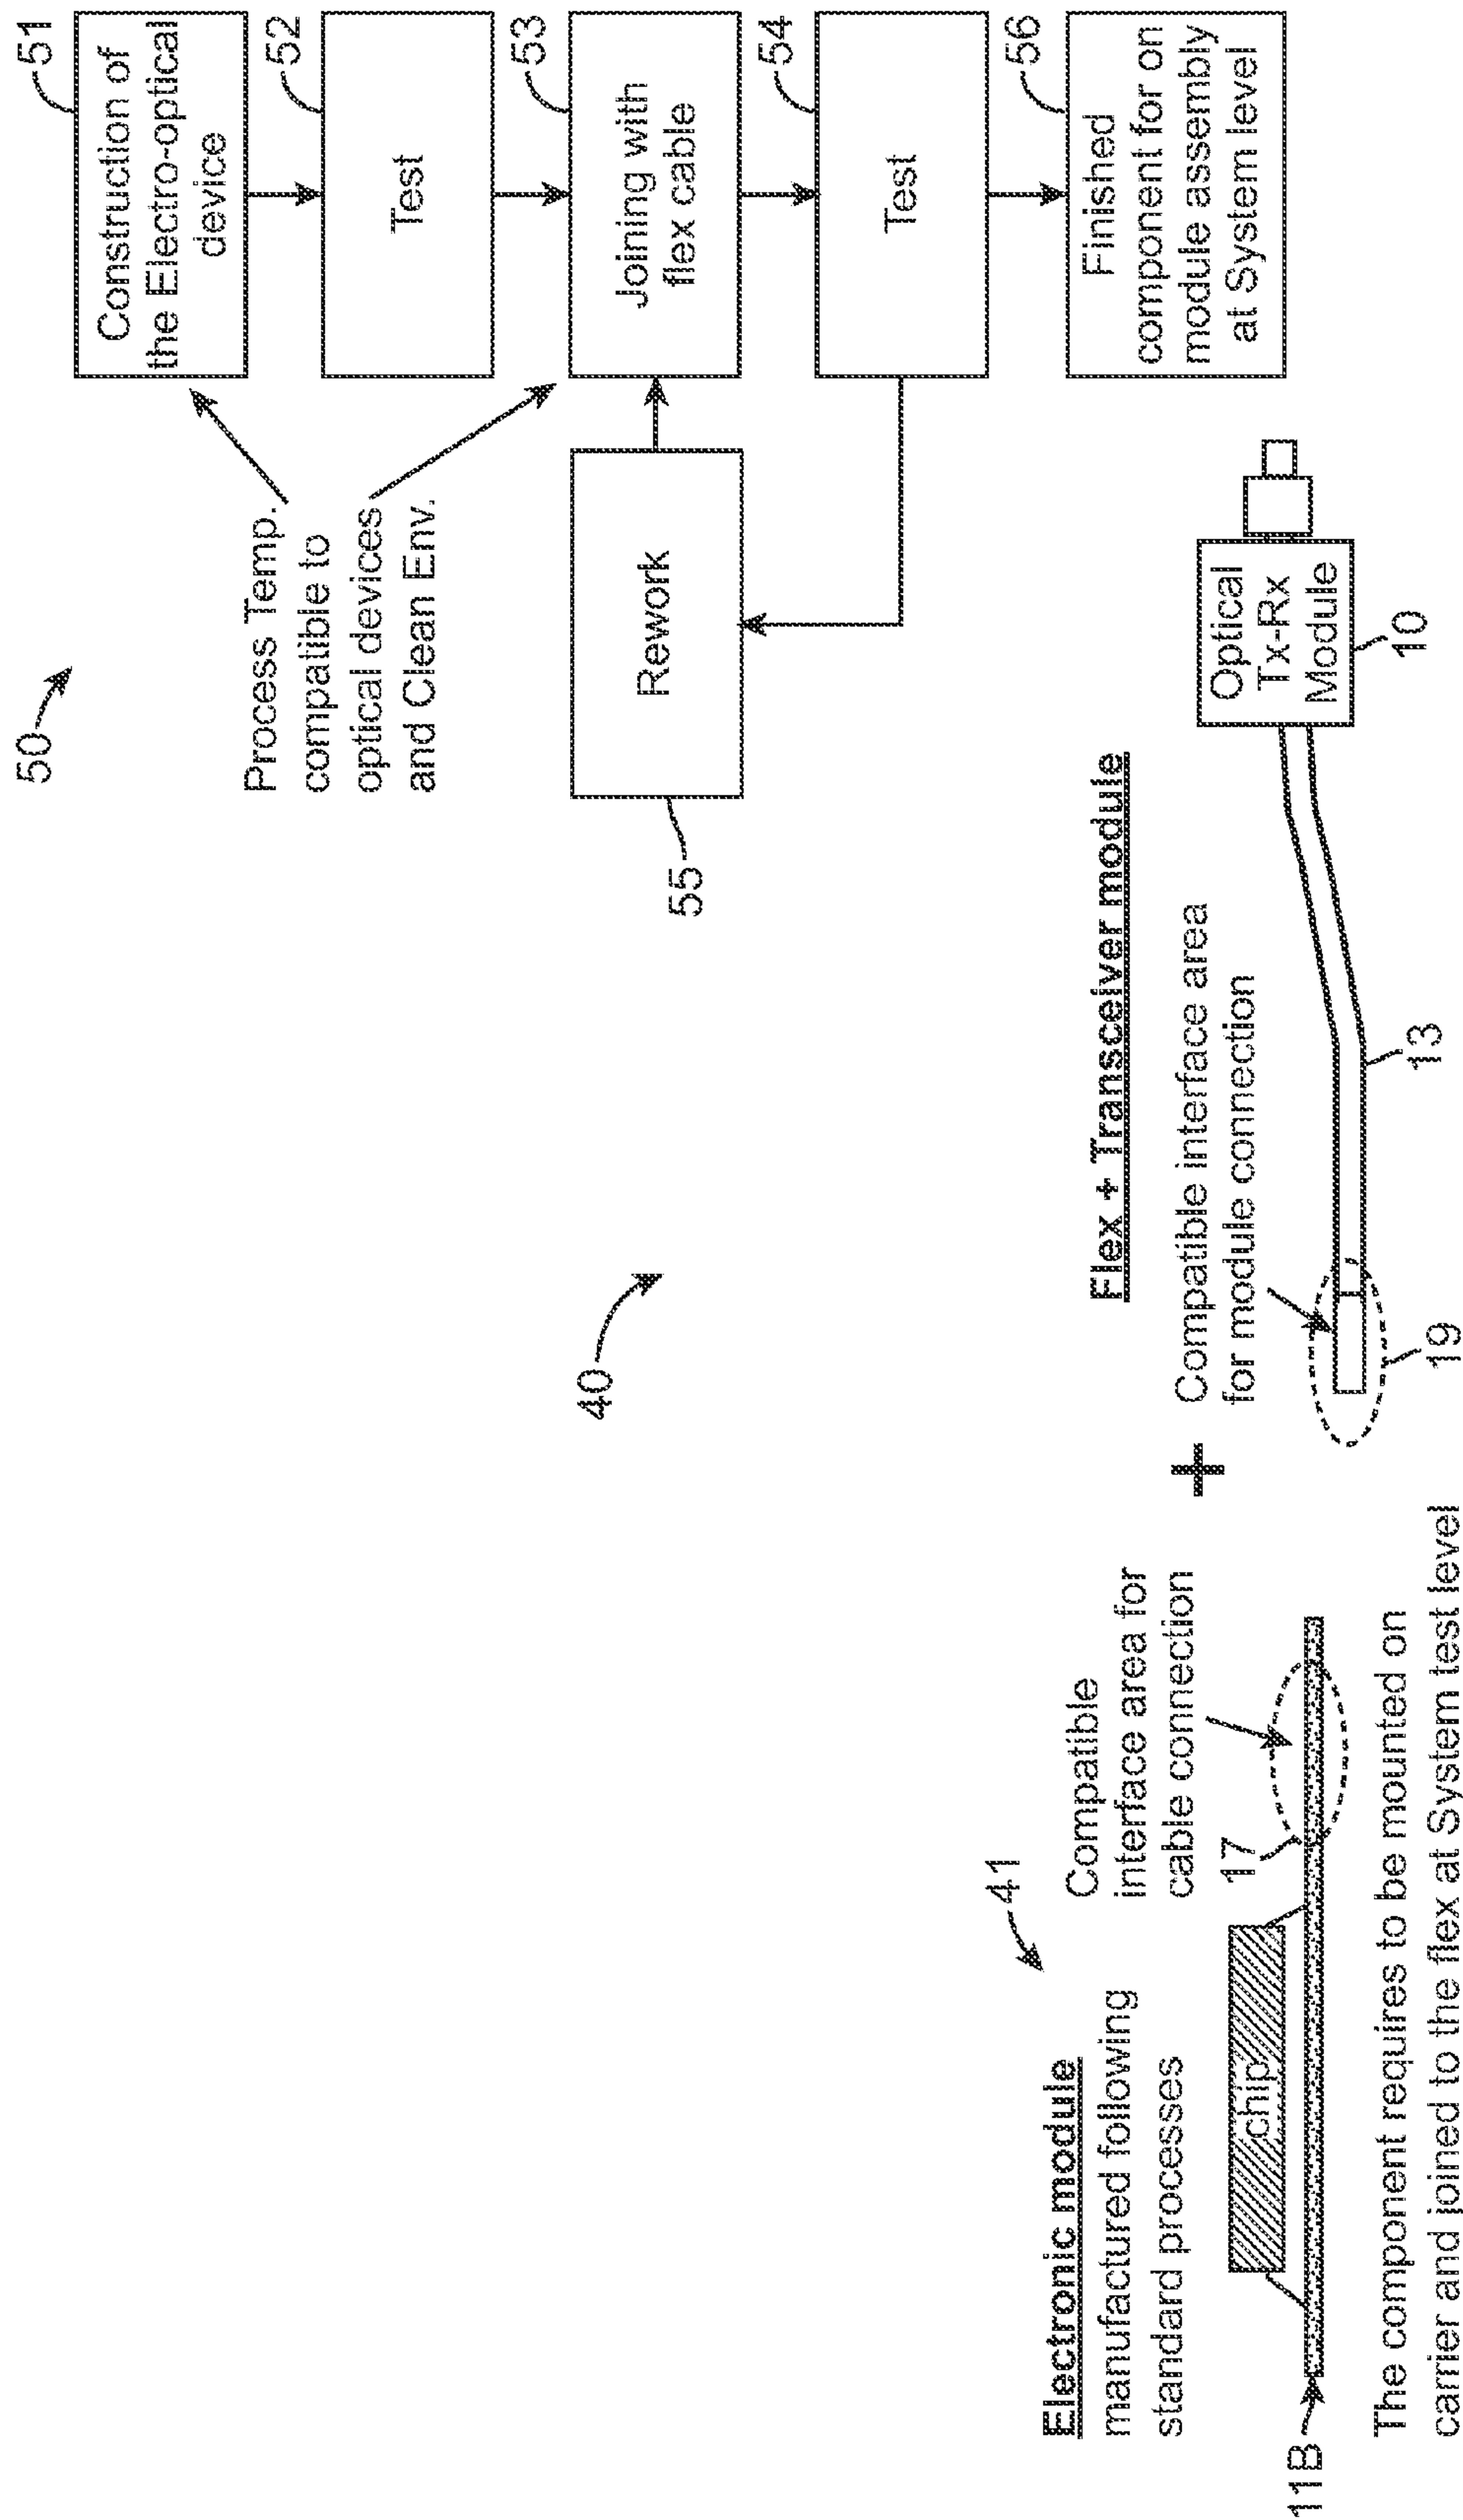 50
51
Construction of
the Electro-optical
device
52
Test
53
Joining with
flex cable
54
Test
56
Finished
component for on
module assembly
at System level
Process Temp.
compatible to
optical devices
and Clean Env.
Rework
55
40
41
Electronic module
manufactured following
standard processes
Compatible
interface area for
cable connection
17
chip
11B
The component requires to be mounted on
carrier and joined to the flex at System test level
+
Flex + Transceiver module
Compatible interface area
for module connection
19
13
Optical
Tx-Rx
Module
10